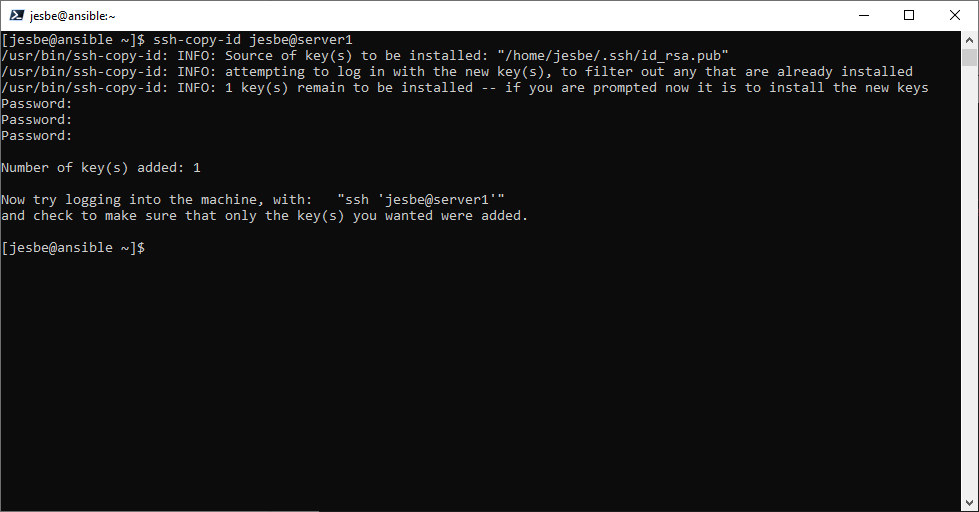 jesbe@ansible:~
[jesbe@ansible ~]$ ssh-copy-id jesbe@server1
/usr/bin/ssh-copy-id: INFO: Source of key(s) to be installed: "/home/jesbe/.ssh/id_rsa.pub"
/usr/bin/ssh-copy-id: INFO: attempting to log in with the new key(s), to filter out any that are already installed
/usr/bin/ssh-copy-id: INFO: 1 key(s) remain to be installed -- if you are prompted now it is to install the new keys
Password:
Password:
Password:
Number of key(s) added: 1
Now try logging into the machine, with:   "ssh 'jesbe@server1'"
and check to make sure that only the key(s) you wanted were added.
[jesbe@ansible ~]$